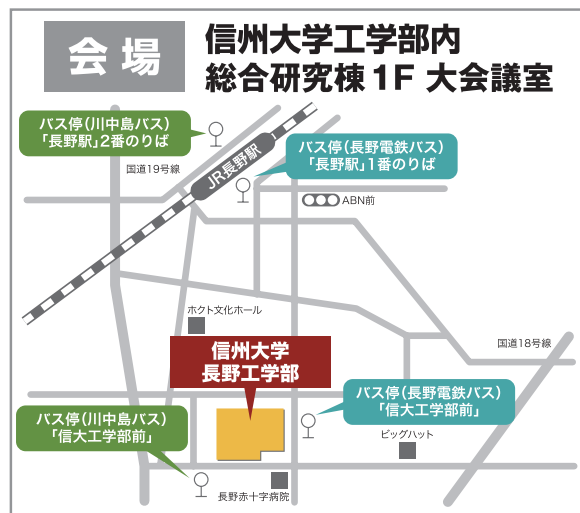 会場
信州大学工学部内
総合研究棟1F 大会議室
バス停(川中島バス)
「長野駅」2番のりば
バス停(長野電鉄バス)
「長野駅」1番のりば
国道19号線
JR長野駅
ABN前
ホクト文化ホール
国道18号線
信州大学
長野工学部
バス停(長野電鉄バス)
「信大工学部前」
バス停(川中島バス)
「信大工学部前」
ビッグハット
長野赤十字病院